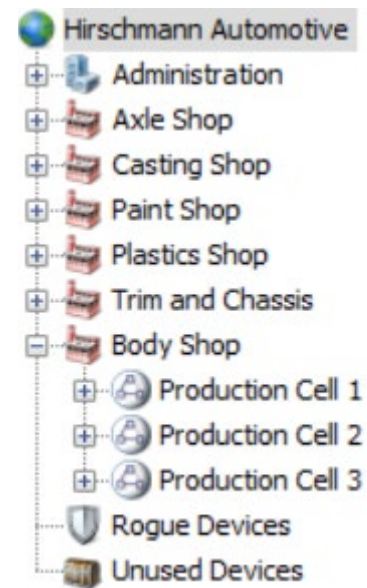 Hirschmann Automotive
Administration
Axle Shop
Casting Shop
Paint Shop
Plastics Shop
Trim and Chassis
Body Shop
Production Cell 1
Production Cell 2
Production Cell 3
Rogue Devices
Unused Devices